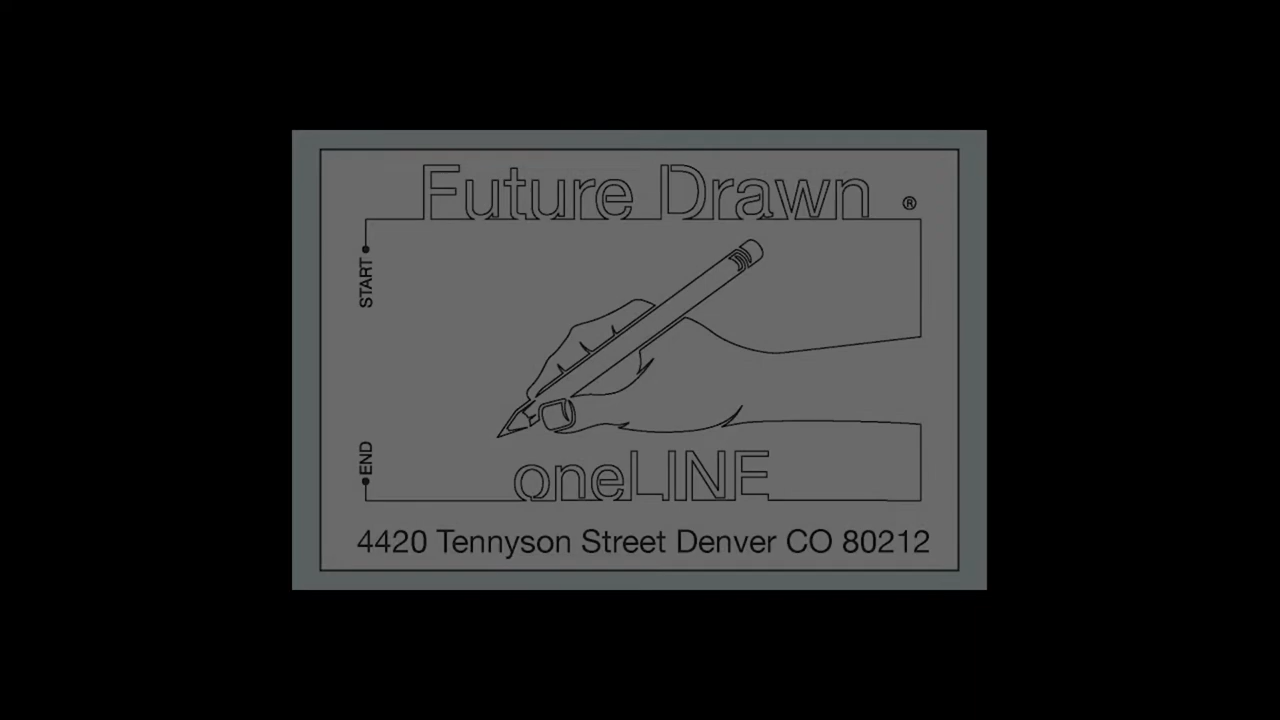 Future Drawn ®
START
END
oneLINE
4420 Tennyson Street Denver CO 80212